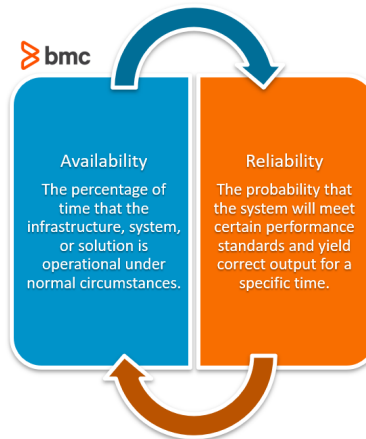 bmc
Availability
The percentage of
time that the
infrastructure, system,
or solution is
operational under
normal circumstances.
Reliability
The probability that
the system will meet
certain performance
standards and yield
correct output for a
specific time.